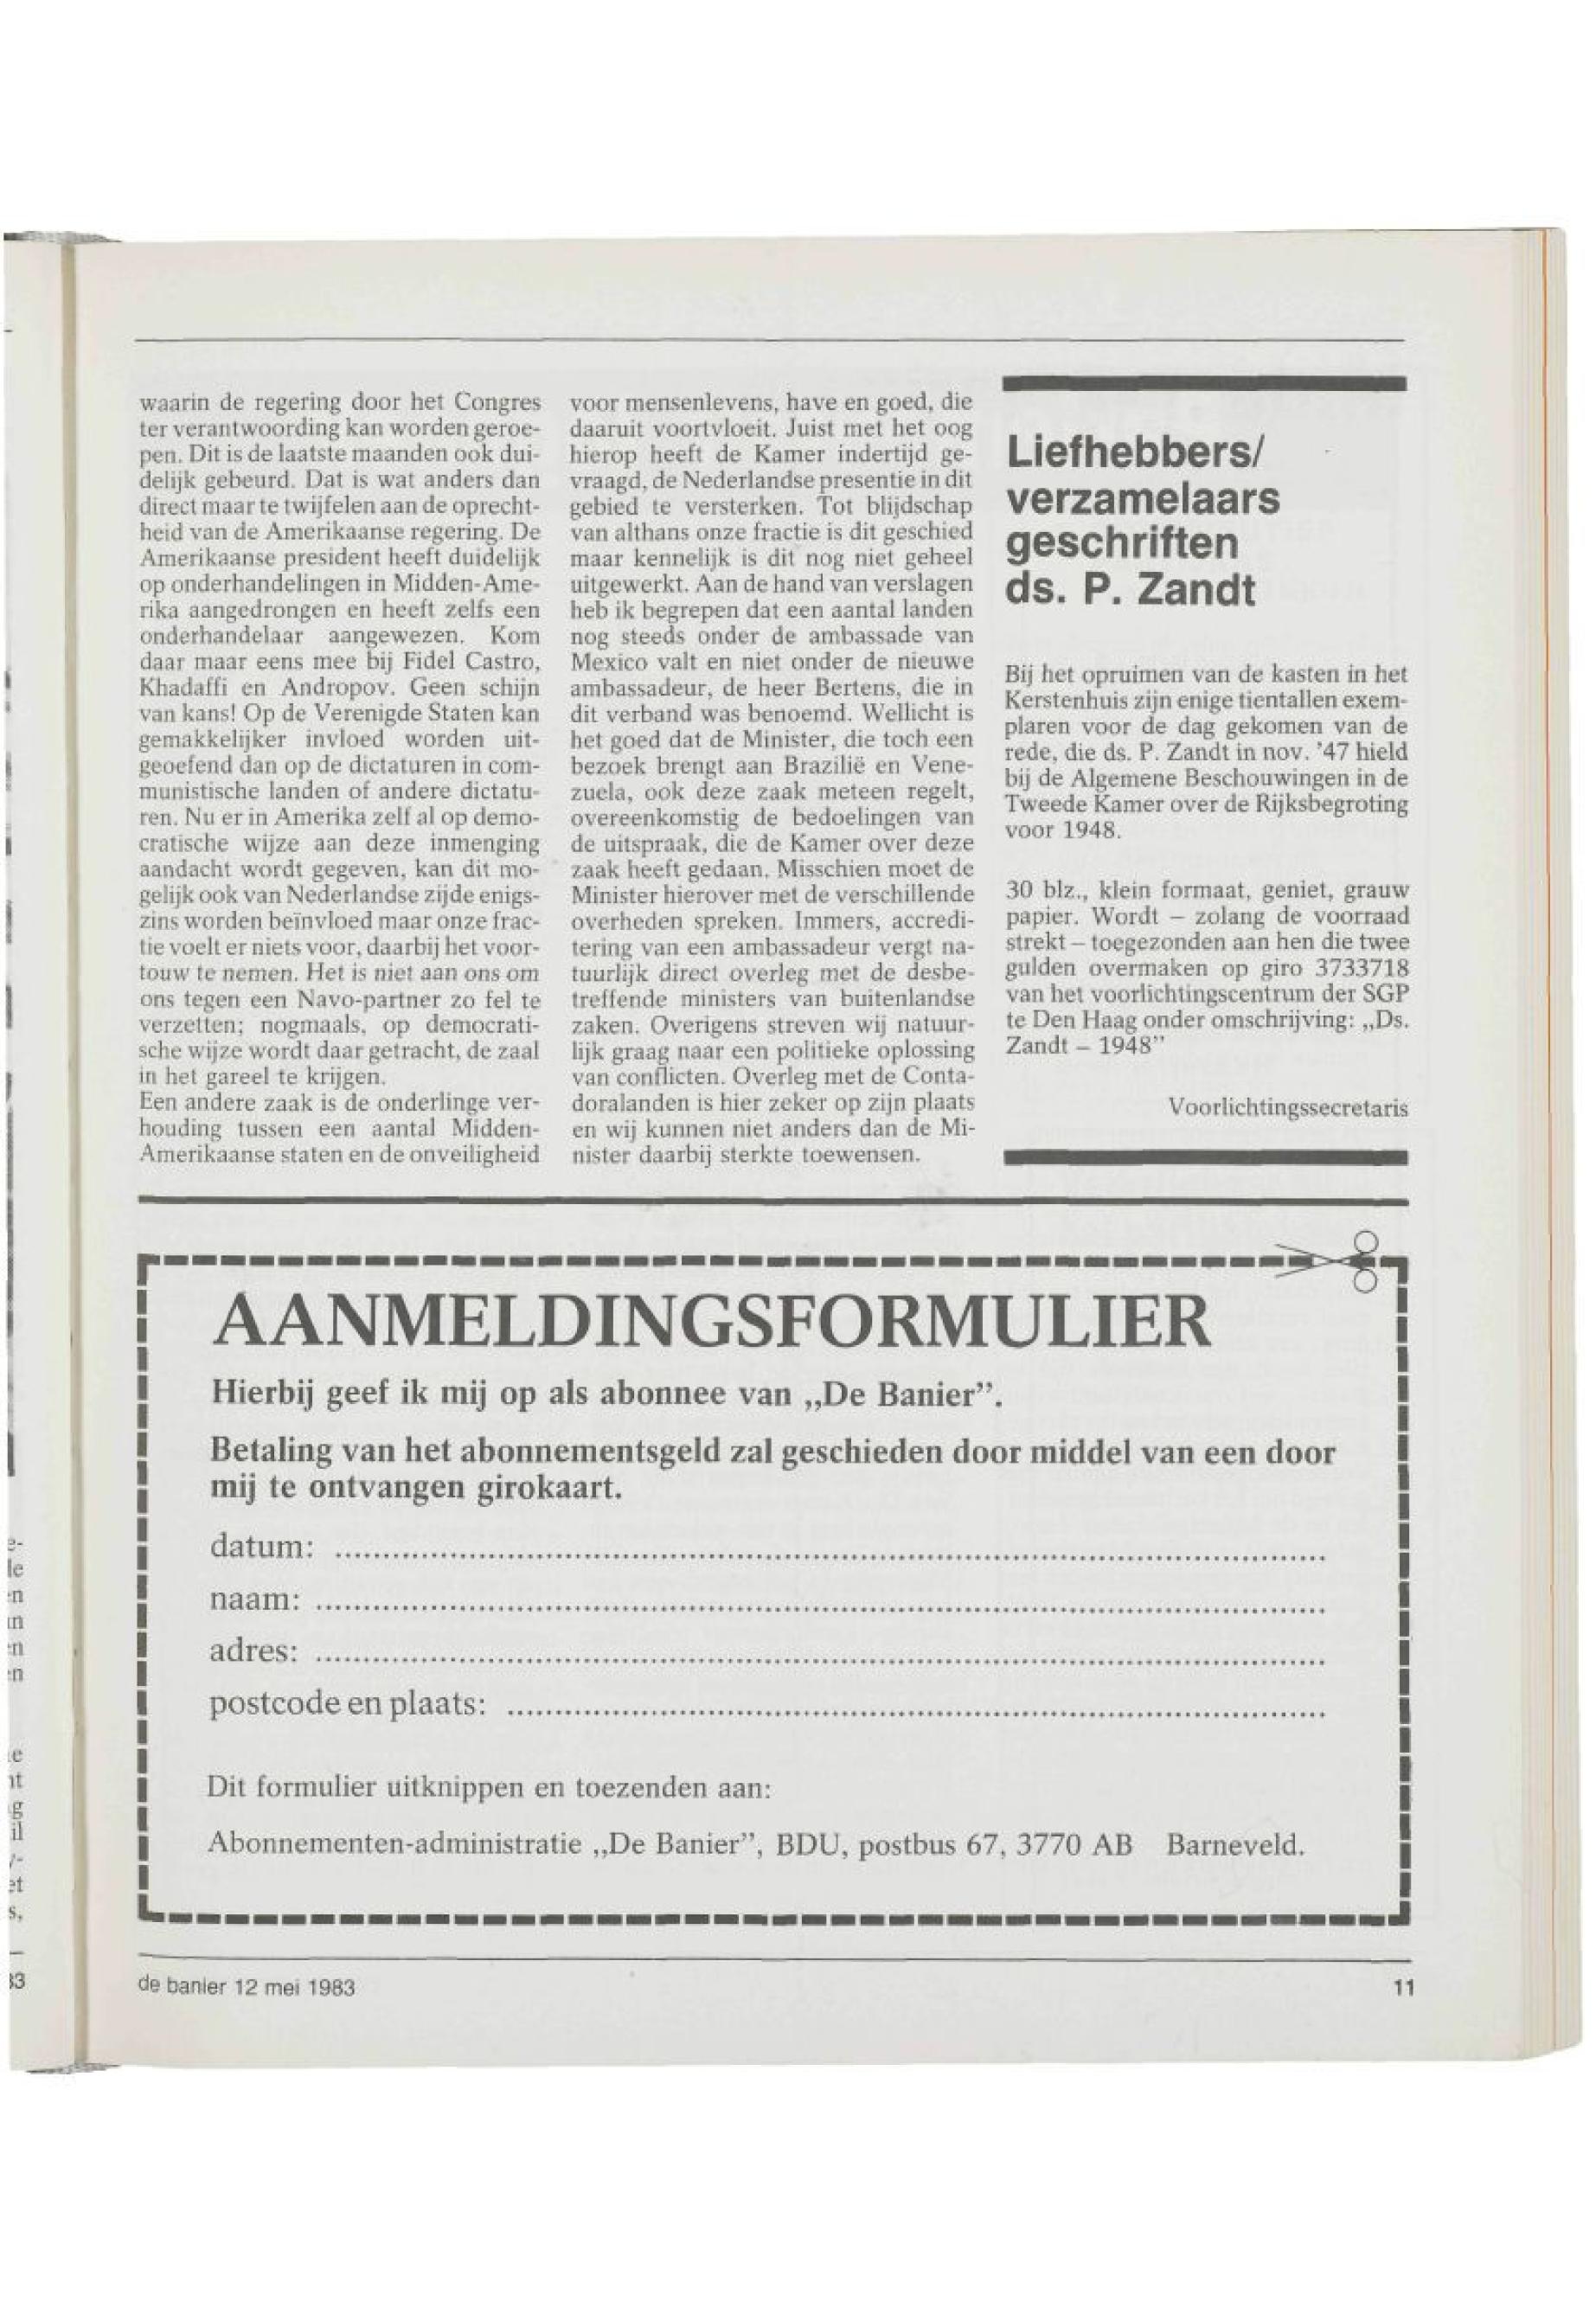 waarin de regering door het Congres
ter verantwoording kan worden geroe-
pen. Dit is de laatste maanden ook dui-
delijk gebeurd. Dat is wat anders dan
direct maar te twijfelen aan de oprecht-
heid van de Amerikaanse regering. De
Amerikaanse president heeft duidelijk
op onderhandelingen in Midden-Ame-
rika aangedrongen en heeft zelfs een
onderhandelaar aangewezen. Kom
daar maar eens mee bij Fidel Castro,
Khadaffi en Andropov. Geen schijn
van kans! Op de Verenigde Staten kan
gemakkelijker invloed worden uit-
geoefend dan op de dictaturen in com-
munistische landen of andere dictatu-
ren. Nu er in Amerika zelf al op demo-
cratische wijze aan deze inmenging
aandacht wordt gegeven, kan dit mo-
gelijk ook van Nederlandse zijde enigs-
zins worden beïnvloed maar onze frac-
tie voelt er niets voor, daarbij het voor-
touw te nemen. Het is niet aan ons om
ons tegen een Navo-partner zo fel te
verzetten; nogmaals, op democrati-
sche wijze wordt daar getracht, de zaal
in het gareel te krijgen.
Een andere zaak is de onderlinge ver-
houding tussen een aantal Midden-
Amerikaanse staten en de onveiligheid
voor mensenlevens, have en goed, die
daaruit voortvloeit. Juist met het oog
hierop heeft de Kamer indertijd ge-
vraagd, de Nederlandse presentie in dit
gebied te versterken. Tot blijdschap
van althans onze fractie is dit geschied
maar kennelijk is dit nog niet geheel
uitgewerkt. Aan de hand van verslagen
heb ik begrepen dat een aantal landen
nog steeds onder de ambassade van
Mexico valt en niet onder de nieuwe
ambassadeur, de heer Bertens, die in
dit verband was benoemd. Wellicht is
het goed dat de Minister, die toch een
bezoek brengt aan Brazilië en Vene-
zuela, ook deze zaak meteen regelt,
overeenkomstig de bedoelingen van
de uitspraak, die de Kamer over deze
zaak heeft gedaan. Misschien moet de
Minister hierover met de verschillende
overheden spreken. Immers, accredi-
tering van een ambassadeur vergt na-
tuurlijk direct overleg met de desbe-
treffende ministers van buitenlandse
zaken. Overigens streven wij natuur-
lijk graag naar een politieke oplossing
van conflicten. Overleg met de Conta-
doralanden is hier zeker op zijn plaats
en wij kunnen niet anders dan de Mi-
nister daarbij sterkte toewensen.
Liefhebbers/
verzamelaars
geschriften
ds. P. Zandt
Bij het opruimen van de kasten in het
Kerstenhuis zijn enige tientallen exem-
plaren voor de dag gekomen van de
rede, die ds. P. Zandt in nov. '47 hield
bij de Algemene Beschouwingen in de
Tweede Kamer over de Rijksbegroting
voor 1948.
30 blz., klein formaat, geniet, grauw
papier. Wordt – zolang de voorraad
strekt – toegezonden aan hen die twee
gulden overmaken op giro 3733718
van het voorlichtingscentrum der SGP
te Den Haag onder omschrijving: „Ds.
Zandt – 1948”
Voorlichtingssecretaris
AANMELDINGSFORMULIER
Hierbij geef ik mij op als abonnee van „De Banier”.
Betaling van het abonnementsgeld zal geschieden door middel van een door
mij te ontvangen girokaart.
datum:
naam:
adres:
postcode en plaats:
Dit formulier uitknippen en toezenden aan:
Abonnementen-administratie „De Banier”, BDU, postbus 67, 3770 AB Barneveld.
de banier 12 mei 1983
11